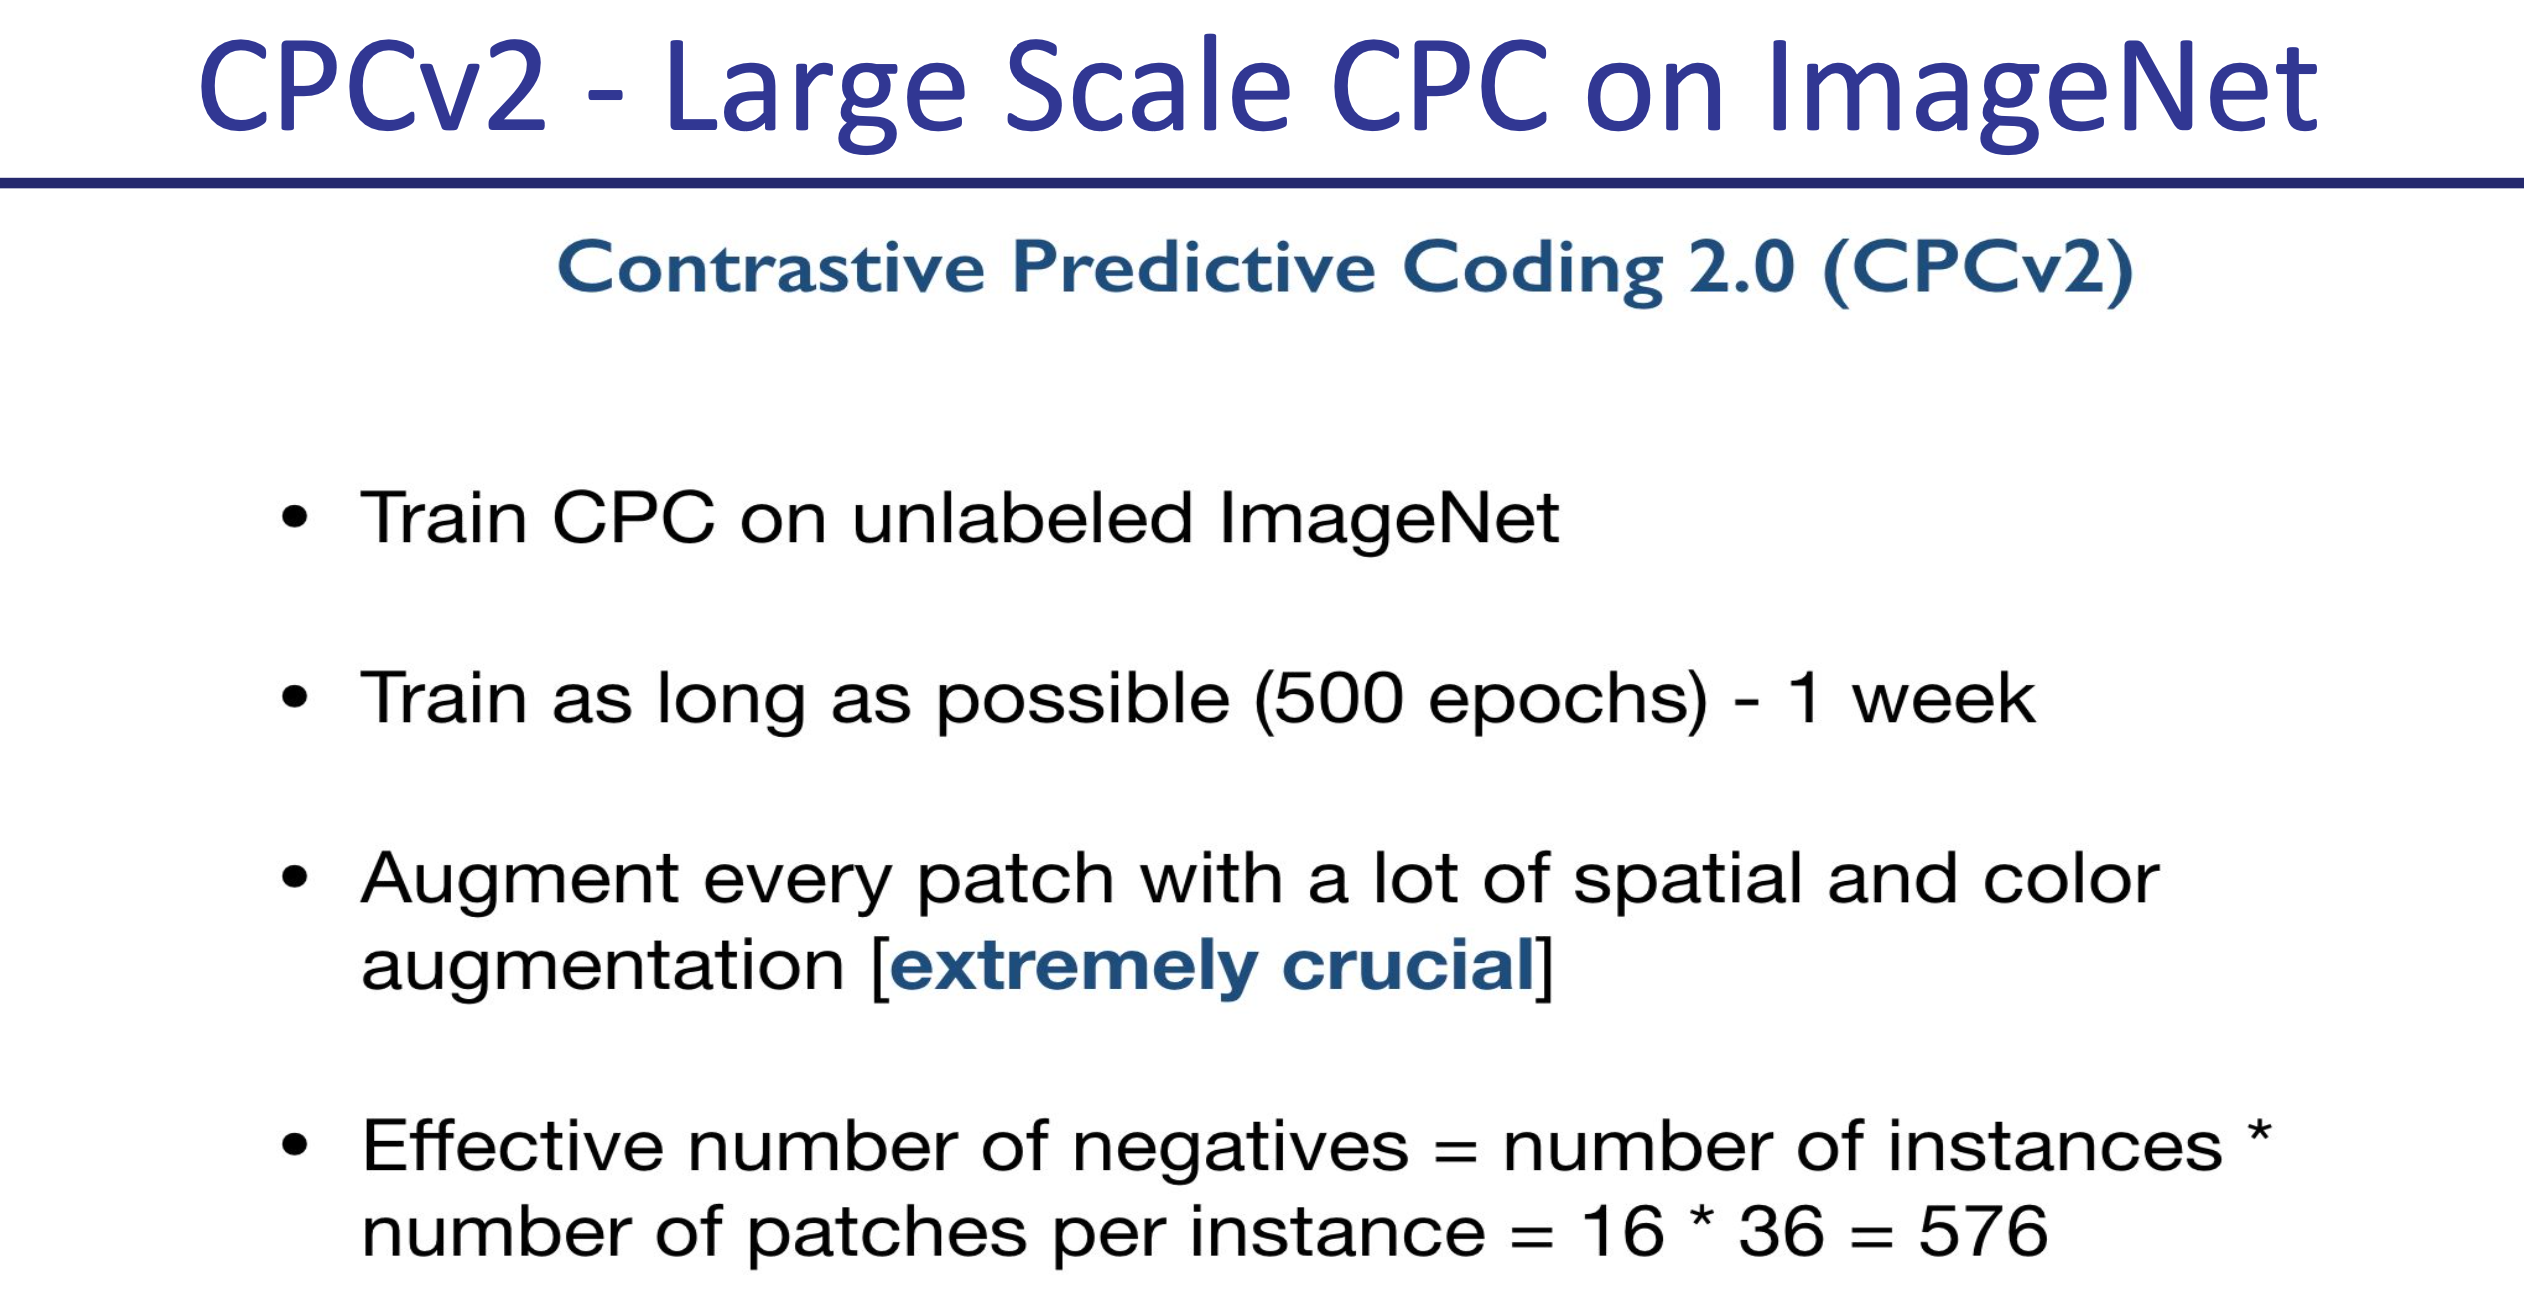 CPCv2 - Large Scale CPC on ImageNet
Contrastive Predictive Coding 2.0 (CPCv2)
• Train CPC on unlabeled ImageNet
• Train as long as possible (500 epochs) - 1 week
• Augment every patch with a lot of spatial and color
augmentation [extremely crucial]
• Effective number of negatives = number of instances *
number of patches per instance = 16 * 36 = 576